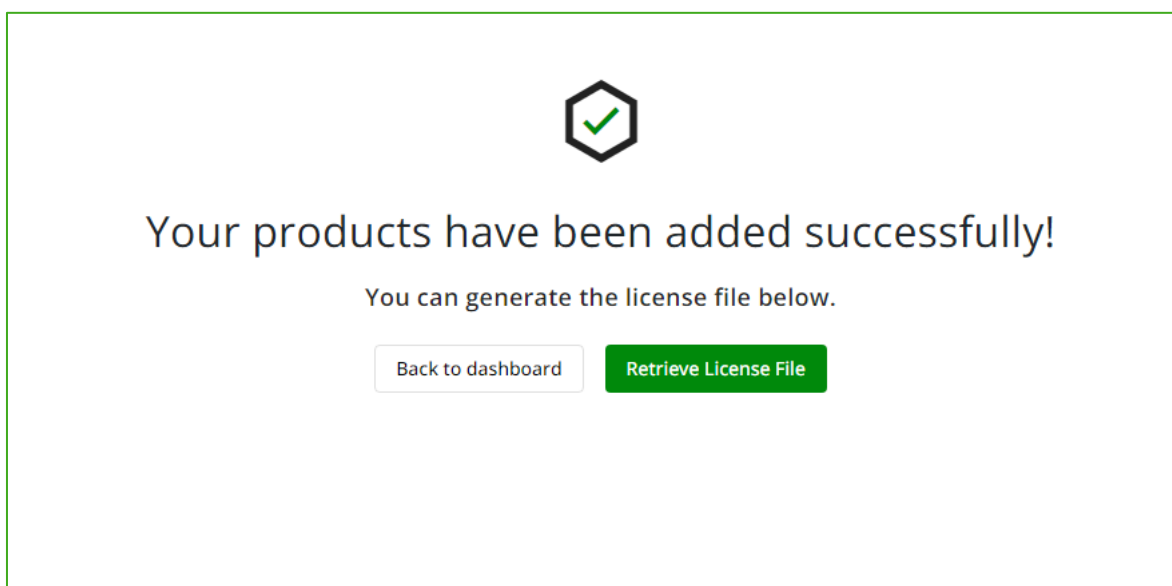 Your products have been added successfully!
You can generate the license file below.
Back to dashboard
Retrieve License File